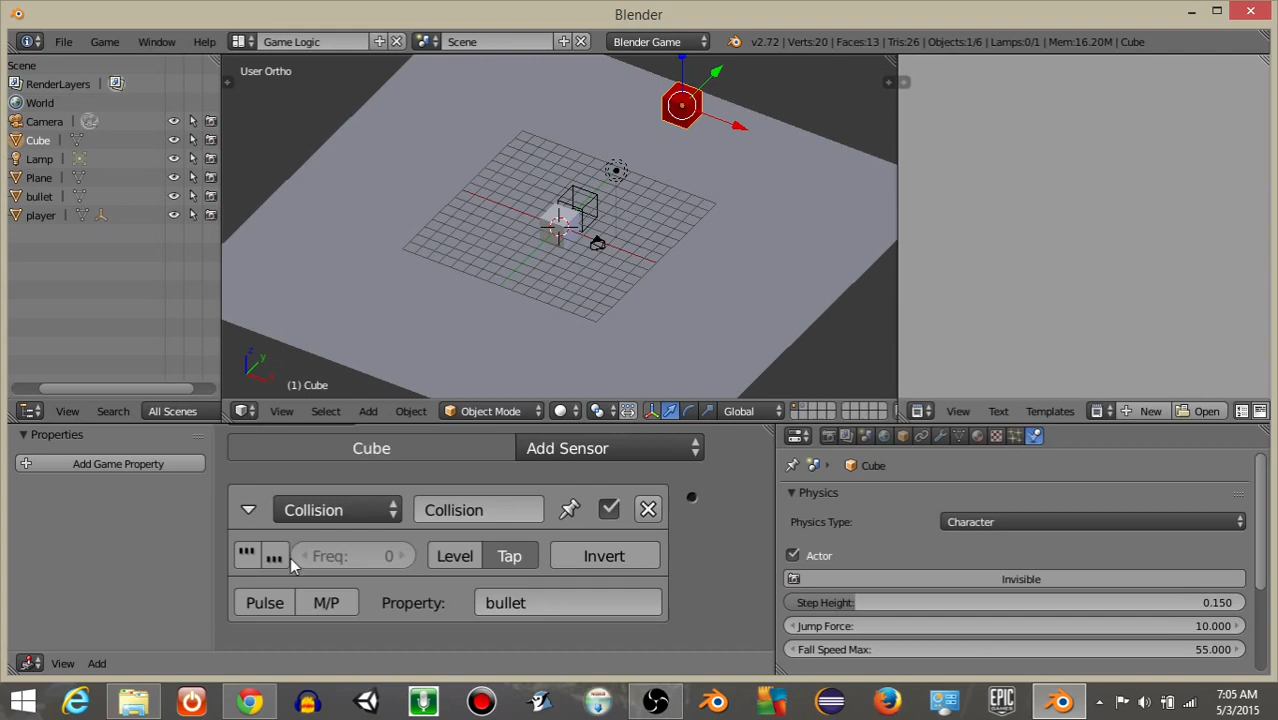 Blender
File Game Window Help Game Logic Scene Blender Game v2.72 | Verts:20 | Faces:13 | Tris:26 | Objects:1/6 | Lamps:0/1 | Mem:16.20M | Cube
Scene
RenderLayers
World
Camera
Cube
Lamp
Plane
bullet
player
User Ortho
z
y
x
(1) Cube
View Search All Scenes
View Select Add Object Object Mode Global
View Text Templates New Open
Properties
Add Game Property
Cube Add Sensor
Collision Collision
Freq: 0 Level Tap Invert
Pulse M/P Property: bullet
View Add
Cube
Physics
Physics Type: Character
Actor
Invisible
Step Height: 0.150
Jump Force: 10.000
Fall Speed Max: 55.000
EPIC GAMES
7:05 AM
5/3/2015